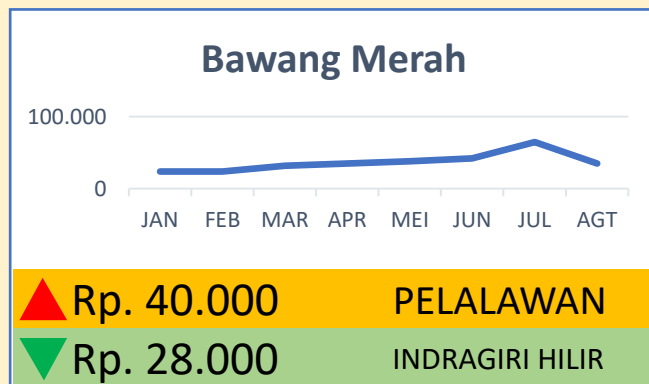 Bawang Merah
100.000
0
JAN FEB MAR APR MEI JUN JUL AGT
Rp. 40.000 PELALAWAN
Rp. 28.000 INDRAGIRI HILIR